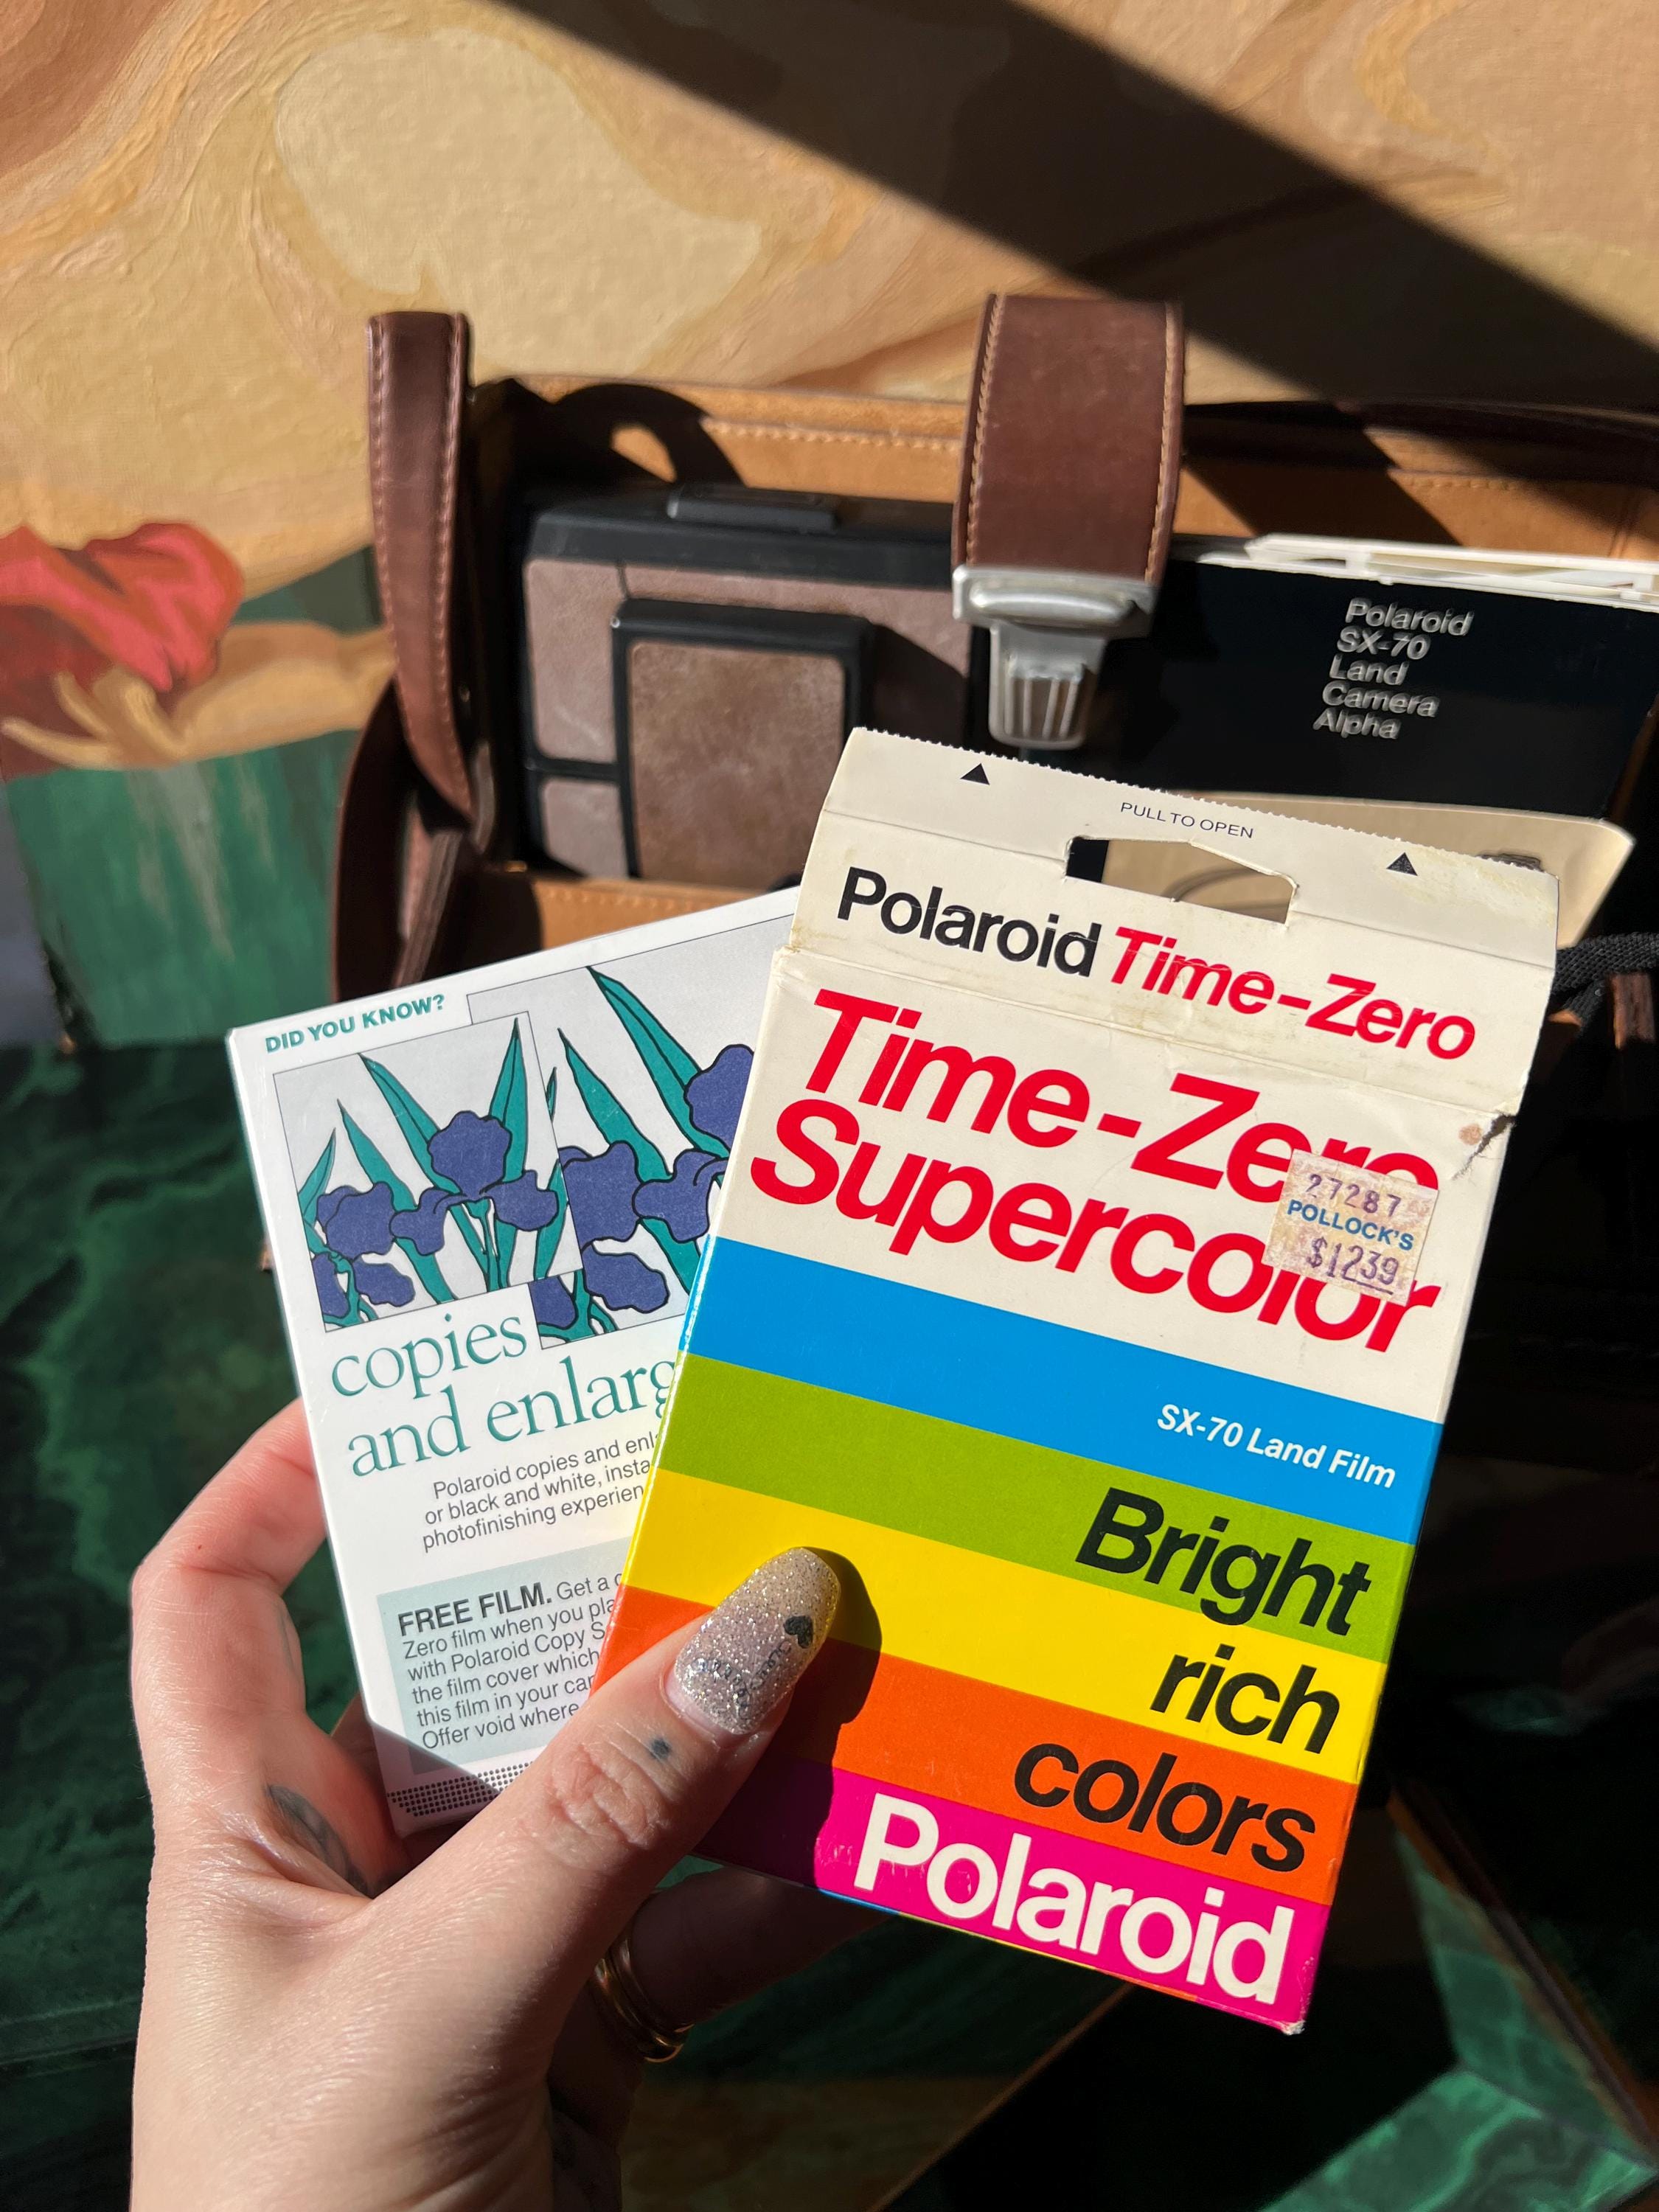 Polaroid
SX-70
Land
Camera
Alpha
PULL TO OPEN
Polaroid Time-Zero
Time-Zero
Supercolor
27287
POLLOCK'S
$1239
SX-70 Land Film
Bright
rich
colors
Polaroid
DID YOU KNOW?
copies
and enlarg
Polaroid copies and enl
or black and white, insta
photofinishing experien
FREE FILM. Get a
Zero film when you pla
with Polaroid Copy S
the film cover which
this film in your
Offer void where